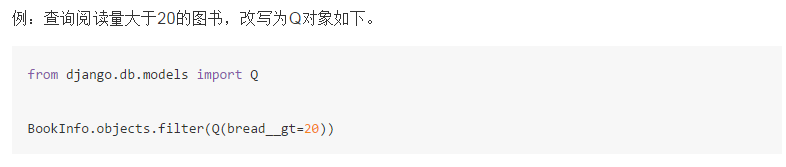 例：查询阅读量大于20的图书，改写为Q对象如下。
from django.db.models import Q
BookInfo.objects.filter(Q(bread__gt=20))